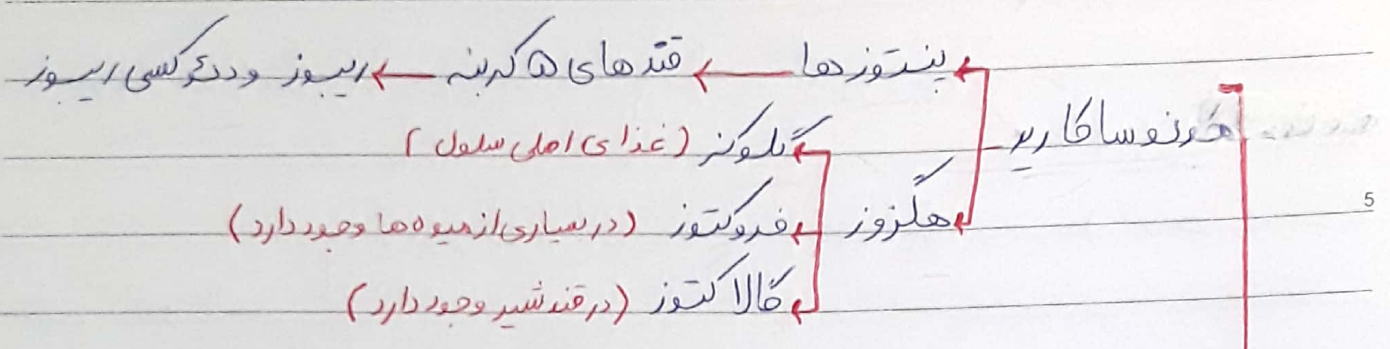 پنتوزها ← قندهای ۵ کربنه ← ریبوز و دئوکسی ریبوز
مونوساکارید
گلوکز (غذای اصلی سلول)
هگزوز
فروکتوز (در بسیاری از میوه ها وجود دارد)
گالاکتوز (در قند شیر وجود دارد)
5